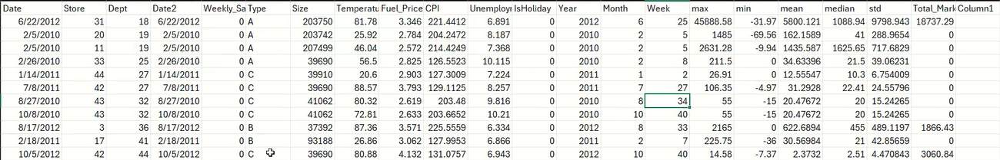 Date Store Dept Date2 Weekly_Sa Type Size Temperatu Fuel_Price CPI Unemployr IsHoliday Year Month Week max min mean median std Total_Mark Column1
6/22/2012 31 18 6/22/2012 0 A 203750 81.78 3.346 221.4412 6.891 0 2012 6 25 45888.58 -31.97 5800.121 1088.94 9798.943 18737.29
2/5/2010 20 19 2/5/2010 0 A 203742 25.92 2.784 204.2472 8.187 0 2010 2 5 1485 -69.56 162.1589 41 288.9654 0
2/5/2010 11 19 2/5/2010 0 A 207499 46.04 2.572 214.4249 7.368 0 2010 2 5 2631.28 -9.94 1435.587 1625.65 717.6829 0
2/26/2010 33 25 2/26/2010 0 A 39690 56.5 2.825 126.5523 10.115 0 2010 2 8 211.5 0 34.63396 21.5 39.06231 0
1/14/2011 44 27 1/14/2011 0 C 39910 20.6 2.903 127.3009 7.224 0 2011 1 2 26.91 0 12.55547 10.3 6.754009 0
7/8/2011 42 27 7/8/2011 0 C 39690 88.57 3.793 129.1125 8.257 0 2011 7 27 106.35 -4.97 31.2928 22.41 24.55796 0
8/27/2010 43 32 8/27/2010 0 C 41062 80.32 2.619 203.48 9.816 0 2010 8 34 55 -15 20.47672 20 15.24265 0
10/8/2010 43 32 10/8/2010 0 C 41062 72.81 2.633 203.6652 10.21 0 2010 10 40 55 -15 20.47672 20 15.24265 0
8/17/2012 3 36 8/17/2012 0 B 37392 87.36 3.571 225.5559 6.334 0 2012 8 33 2165 0 622.6894 455 489.1197 1866.43
2/18/2011 17 41 2/18/2011 0 B 93188 26.86 3.062 127.9953 6.866 0 2011 2 7 225.75 -36 30.56984 21 42.85659 0
10/5/2012 42 44 10/5/2012 0 C 39690 80.88 4.132 131.0757 6.943 0 2012 10 40 14.58 -7.37 2.3732 2.51 4.470843 3060.84